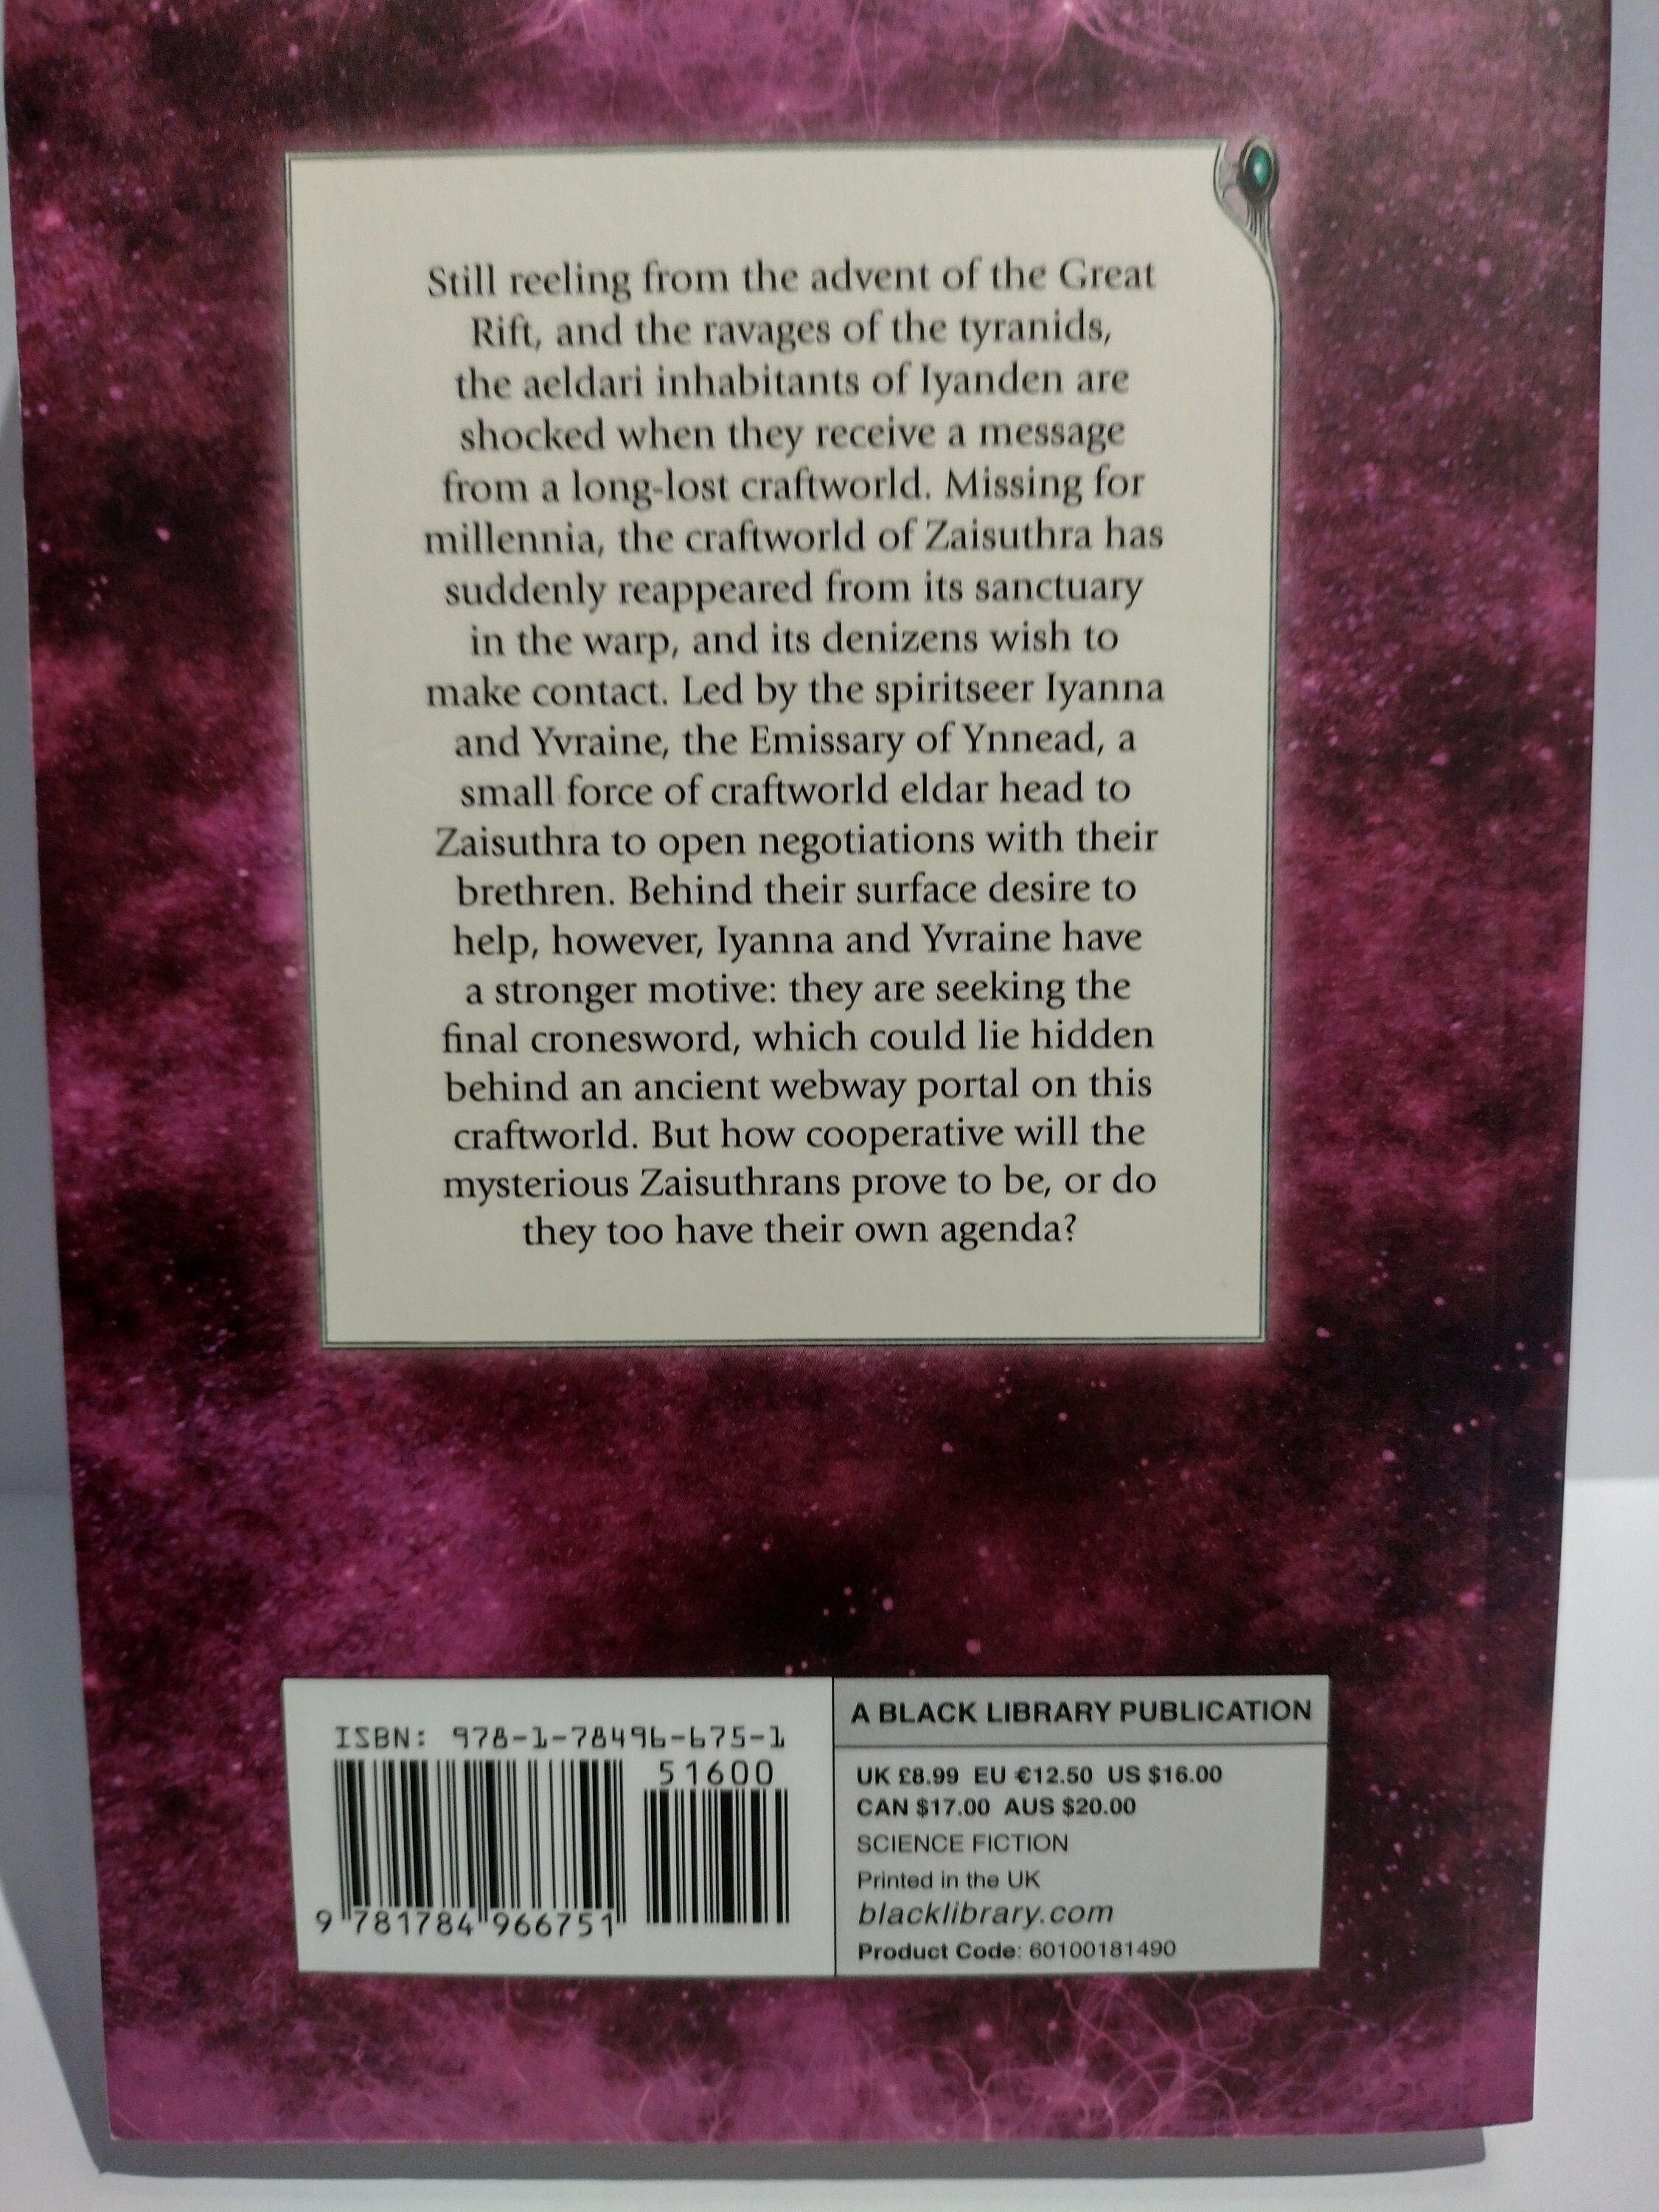 Still reeling from the advent of the Great
Rift, and the ravages of the tyranids,
the aeldari inhabitants of Iyanden are
shocked when they receive a message
from a long-lost craftworld. Missing for
millennia, the craftworld of Zaisuthra has
suddenly reappeared from its sanctuary
in the warp, and its denizens wish to
make contact. Led by the spiritseer Iyanna
and Yvraine, the Emissary of Ynnead, a
small force of craftworld eldar head to
Zaisuthra to open negotiations with their
brethren. Behind their surface desire to
help, however, Iyanna and Yvraine have
a stronger motive: they are seeking the
final cronesword, which could lie hidden
behind an ancient webway portal on this
craftworld. But how cooperative will the
mysterious Zaisuthrans prove to be, or do
they too have their own agenda?
ISBN: 978-1-78496-675-1
51600
9 781784 966751
A BLACK LIBRARY PUBLICATION
UK £8.99 EU €12.50 US $16.00
CAN $17.00 AUS $20.00
SCIENCE FICTION
Printed in the UK
blacklibrary.com
Product Code: 60100181490